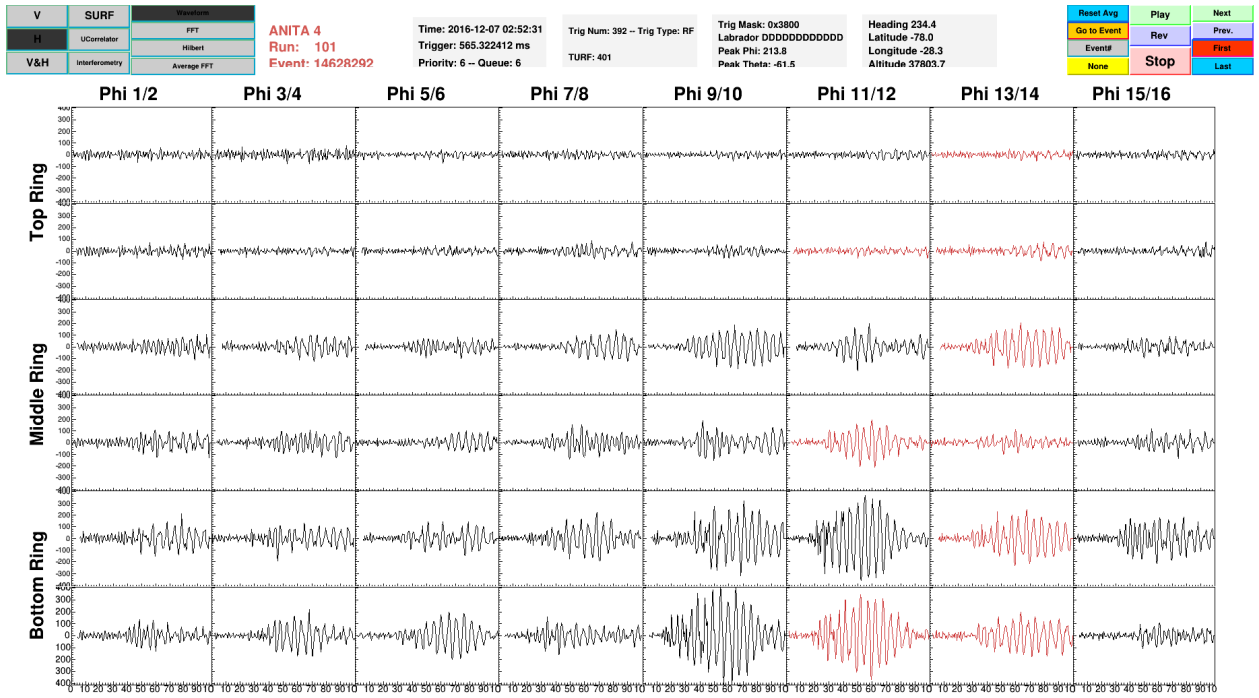 V SURF Waveform
FFT
H UCorrelator Hilbert
V&H Interferometry Average FFT
ANITA 4
Run: 101
Event: 14628292
Time: 2016-12-07 02:52:31
Trigger: 565.322412 ms
Priority: 6 -- Queue: 6
Trig Num: 392 -- Trig Type: RF
TURF: 401
Trig Mask: 0x3800
Labrador DDDDDDDDDDDD
Peak Phi: 213.8
Peak Theta: -61.5
Heading 234.4
Latitude -78.0
Longitude -28.3
Altitude 37803.7
Reset Avg Play Next
Go to Event Rev Prev.
Event# First
None Stop Last
Phi 1/2 Phi 3/4 Phi 5/6 Phi 7/8 Phi 9/10 Phi 11/12 Phi 13/14 Phi 15/16
Top Ring
Middle Ring
Bottom Ring